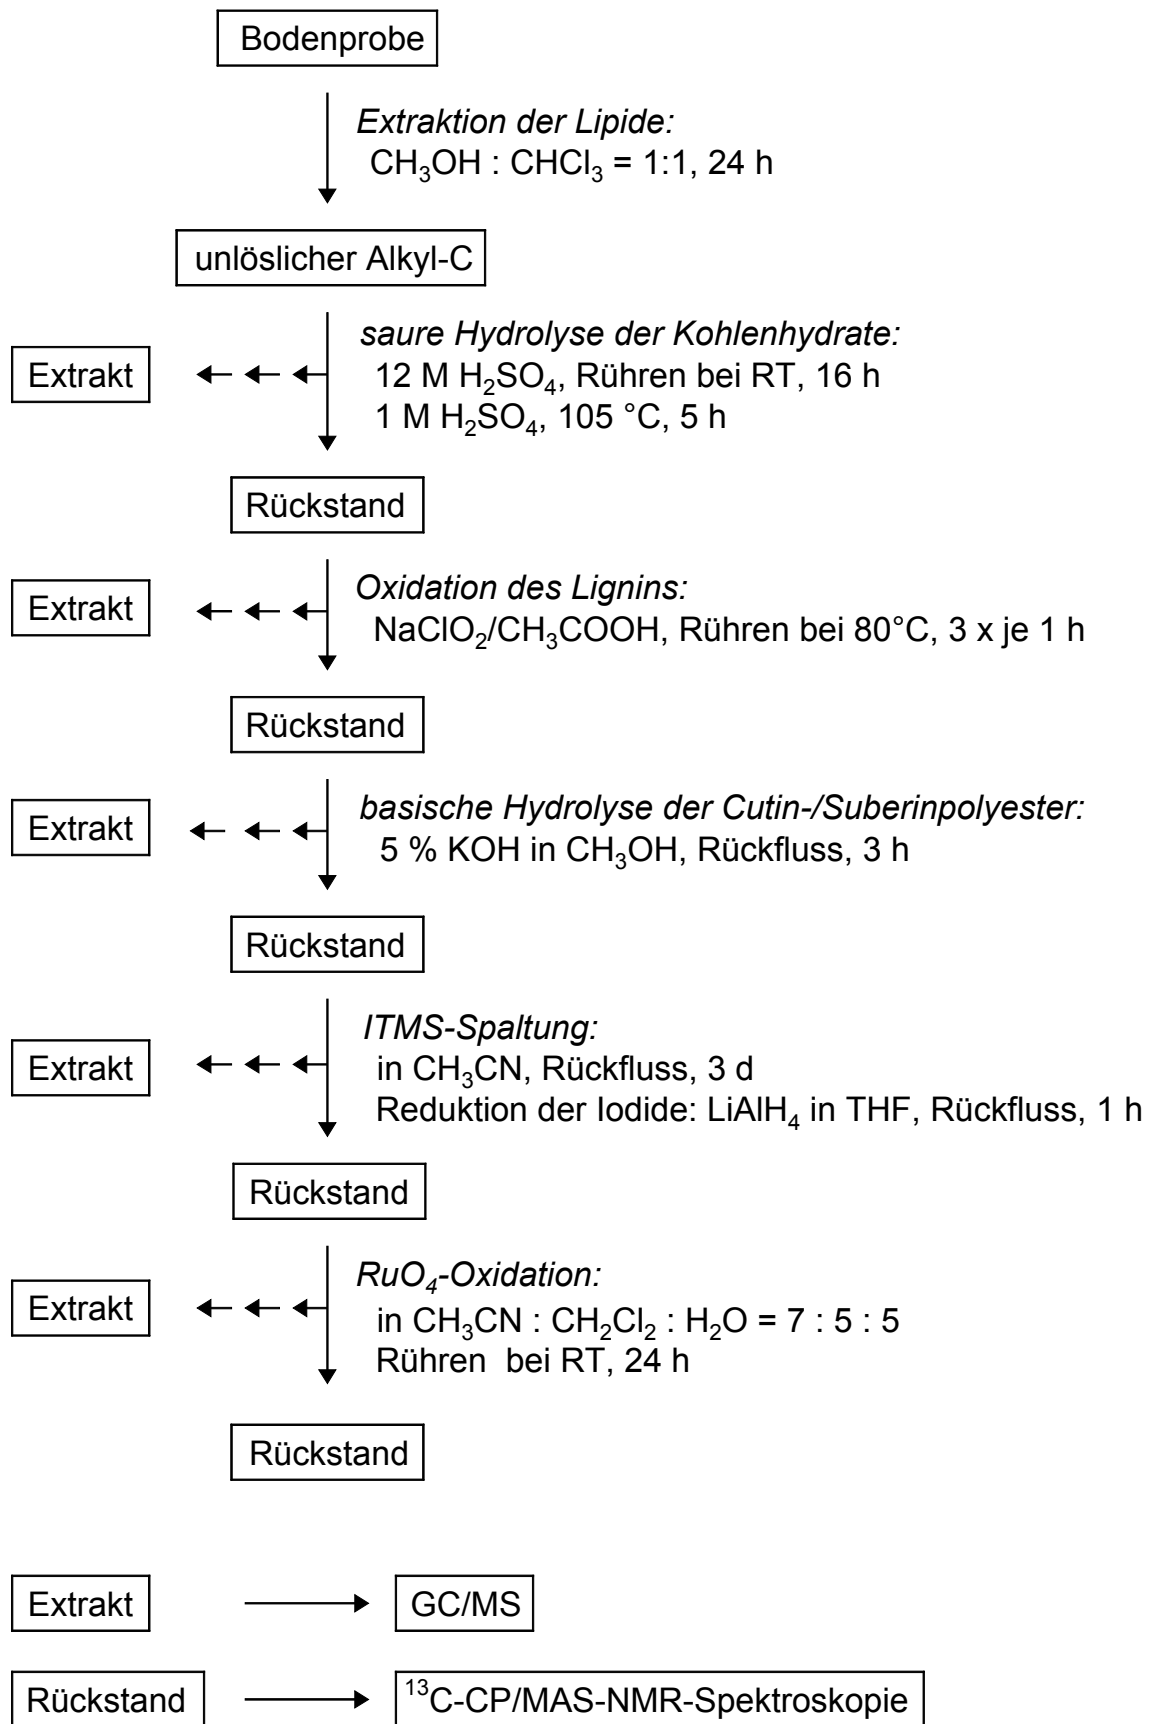 Bodenprobe
Extraktion der Lipide:
CH₃OH : CHCl₃ = 1:1, 24 h
unlöslicher Alkyl-C
saure Hydrolyse der Kohlenhydrate:
Extrakt
12 M H₂SO₄, Rühren bei RT, 16 h
1 M H₂SO₄, 105 °C, 5 h
Rückstand
Oxidation des Lignins:
Extrakt
NaClO₂/CH₃COOH, Rühren bei 80°C, 3 x je 1 h
Rückstand
basische Hydrolyse der Cutin-/Suberinpolyester:
Extrakt
5 % KOH in CH₃OH, Rückfluss, 3 h
Rückstand
ITMS-Spaltung:
Extrakt
in CH₃CN, Rückfluss, 3 d
Reduktion der Iodide: LiAlH₄ in THF, Rückfluss, 1 h
Rückstand
RuO₄-Oxidation:
Extrakt
in CH₃CN : CH₂Cl₂ : H₂O = 7 : 5 : 5
Rühren bei RT, 24 h
Rückstand
Extrakt GC/MS
Rückstand ¹³C-CP/MAS-NMR-Spektroskopie